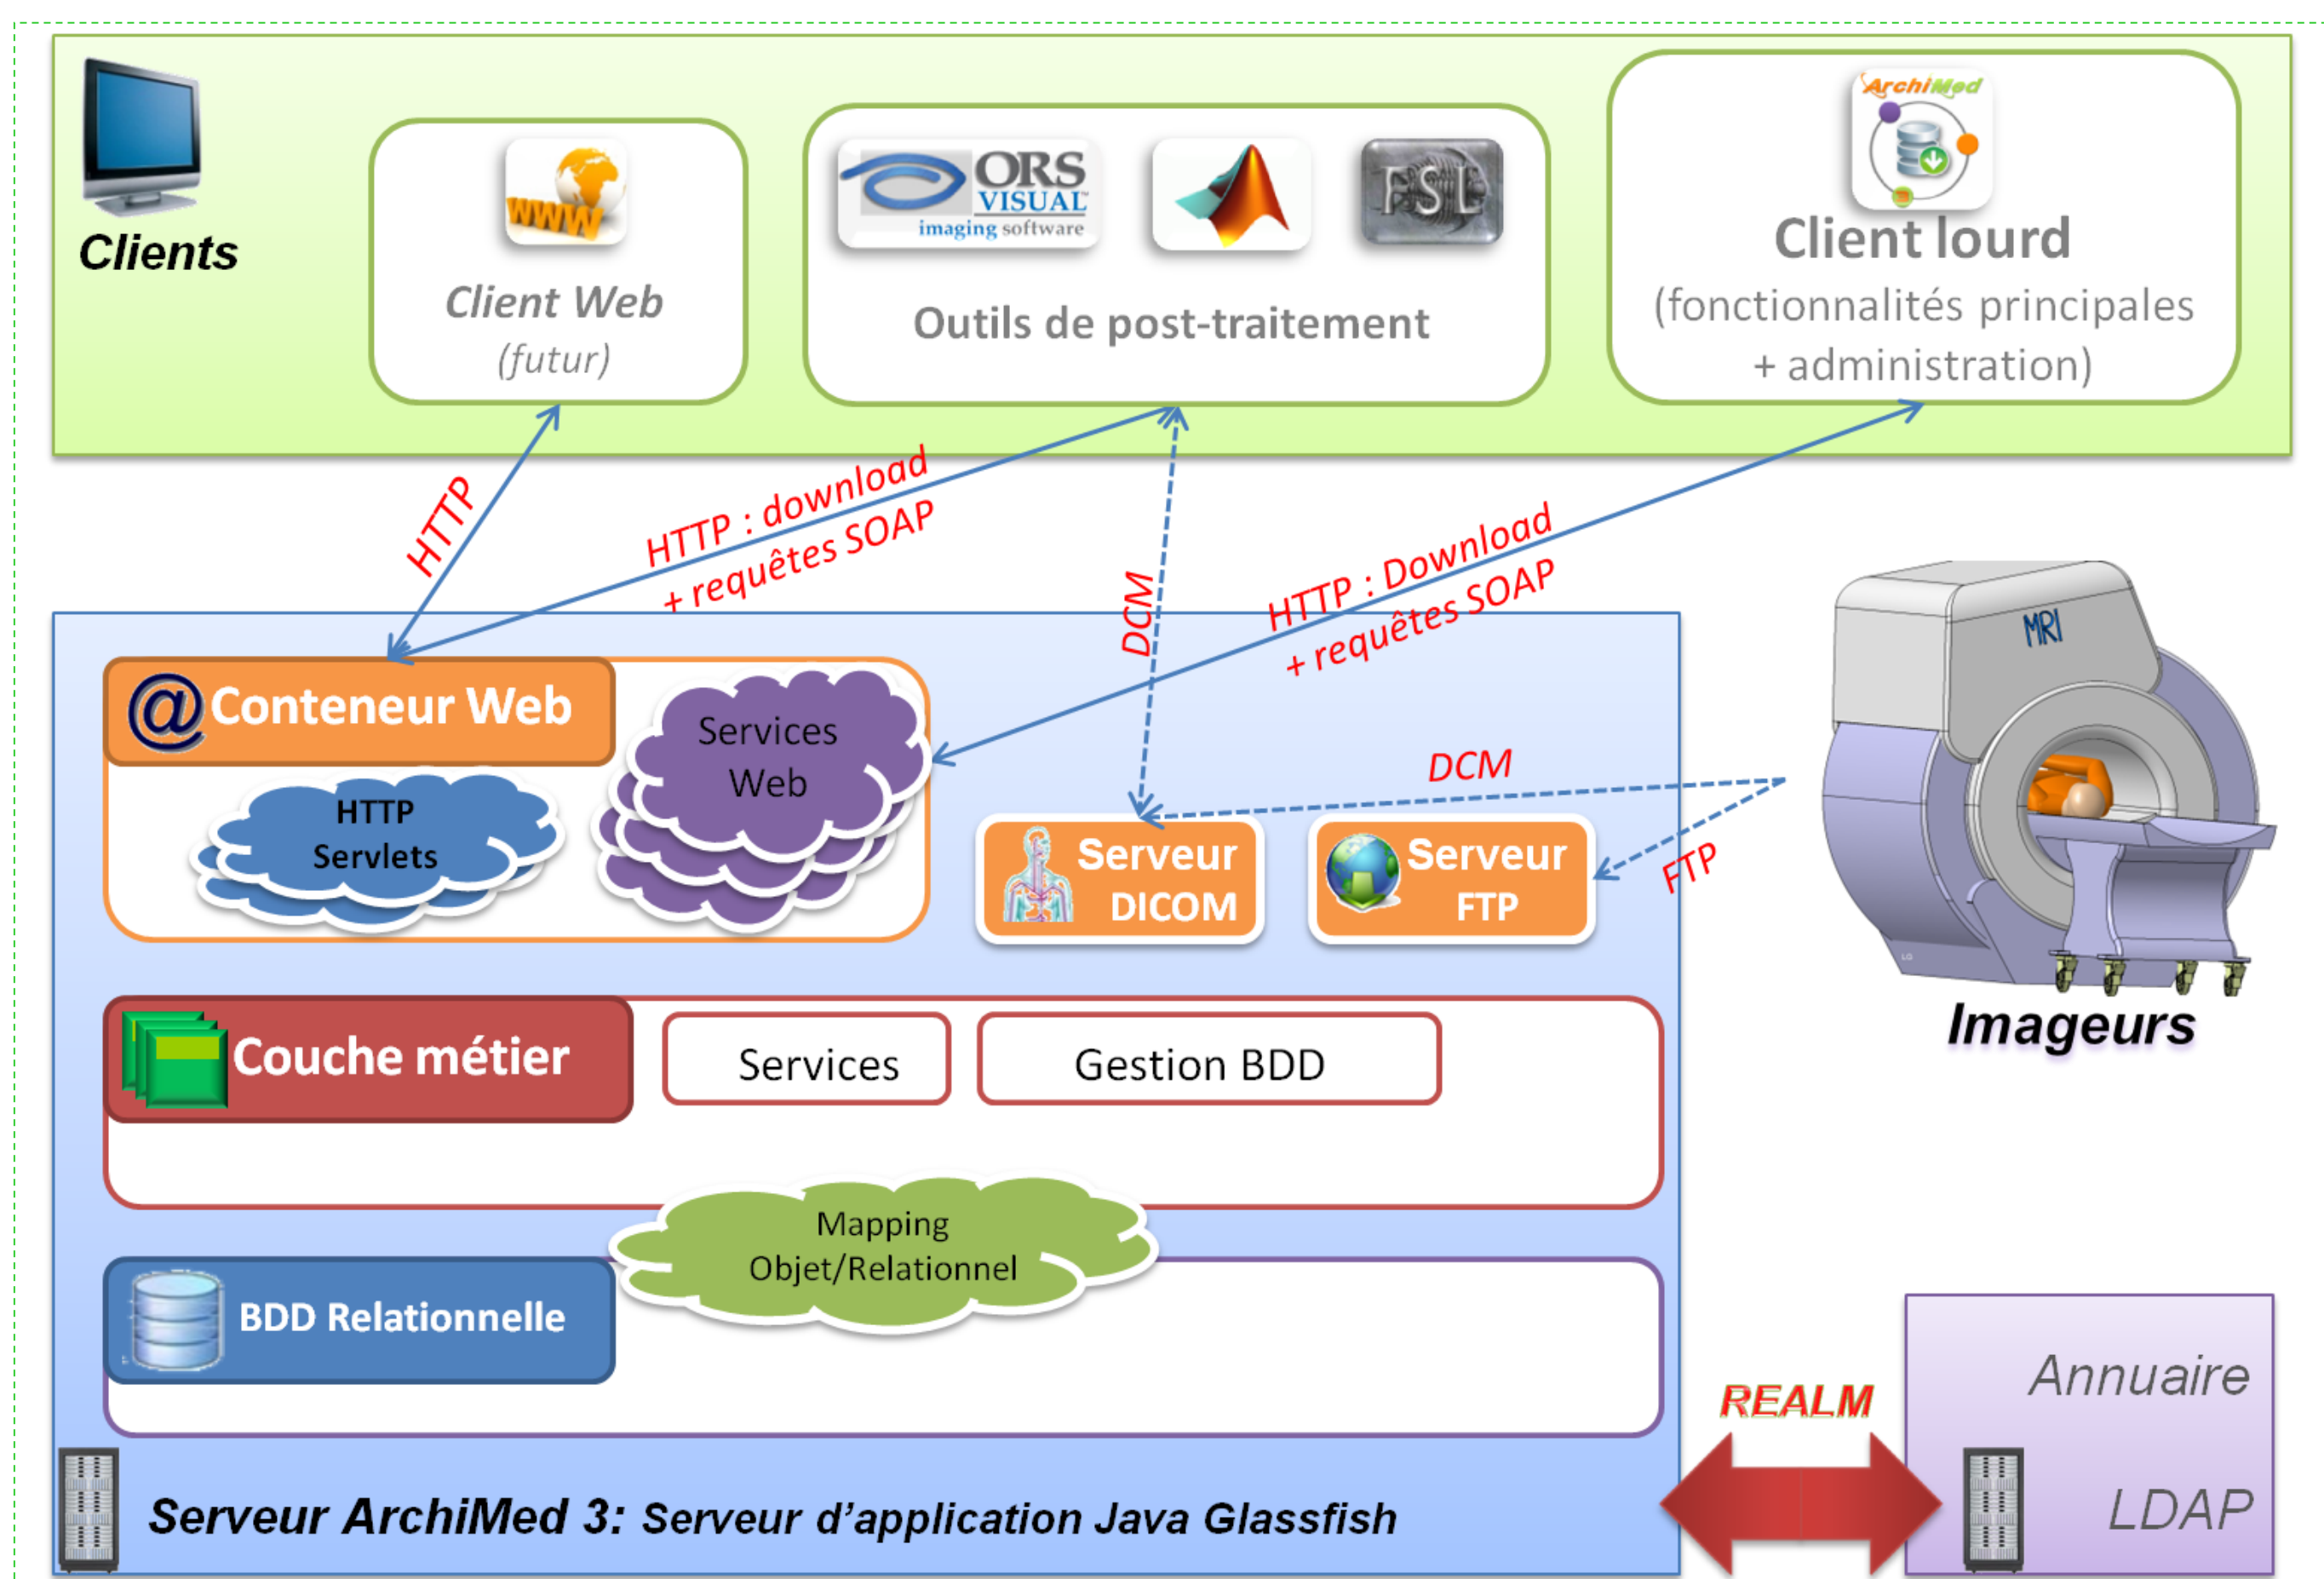 Clients
WWW
Client Web
(futur)
ORS
VISUAL™
imaging software
FSL
Outils de post-traitement
ArchiMed
Client lourd
(fonctionnalités principales
+ administration)
HTTP
HTTP : download
+ requêtes SOAP
DCM
HTTP : Download
+ requêtes SOAP
MRI
LG
Imageurs
@ Conteneur Web
Services
Web
HTTP
Servlets
DCM
FTP
Serveur
DICOM
Serveur
FTP
Couche métier
Services
Gestion BDD
Mapping
Objet/Relationnel
BDD Relationnelle
REALM
Annuaire
LDAP
Serveur ArchiMed 3: Serveur d’application Java Glassfish